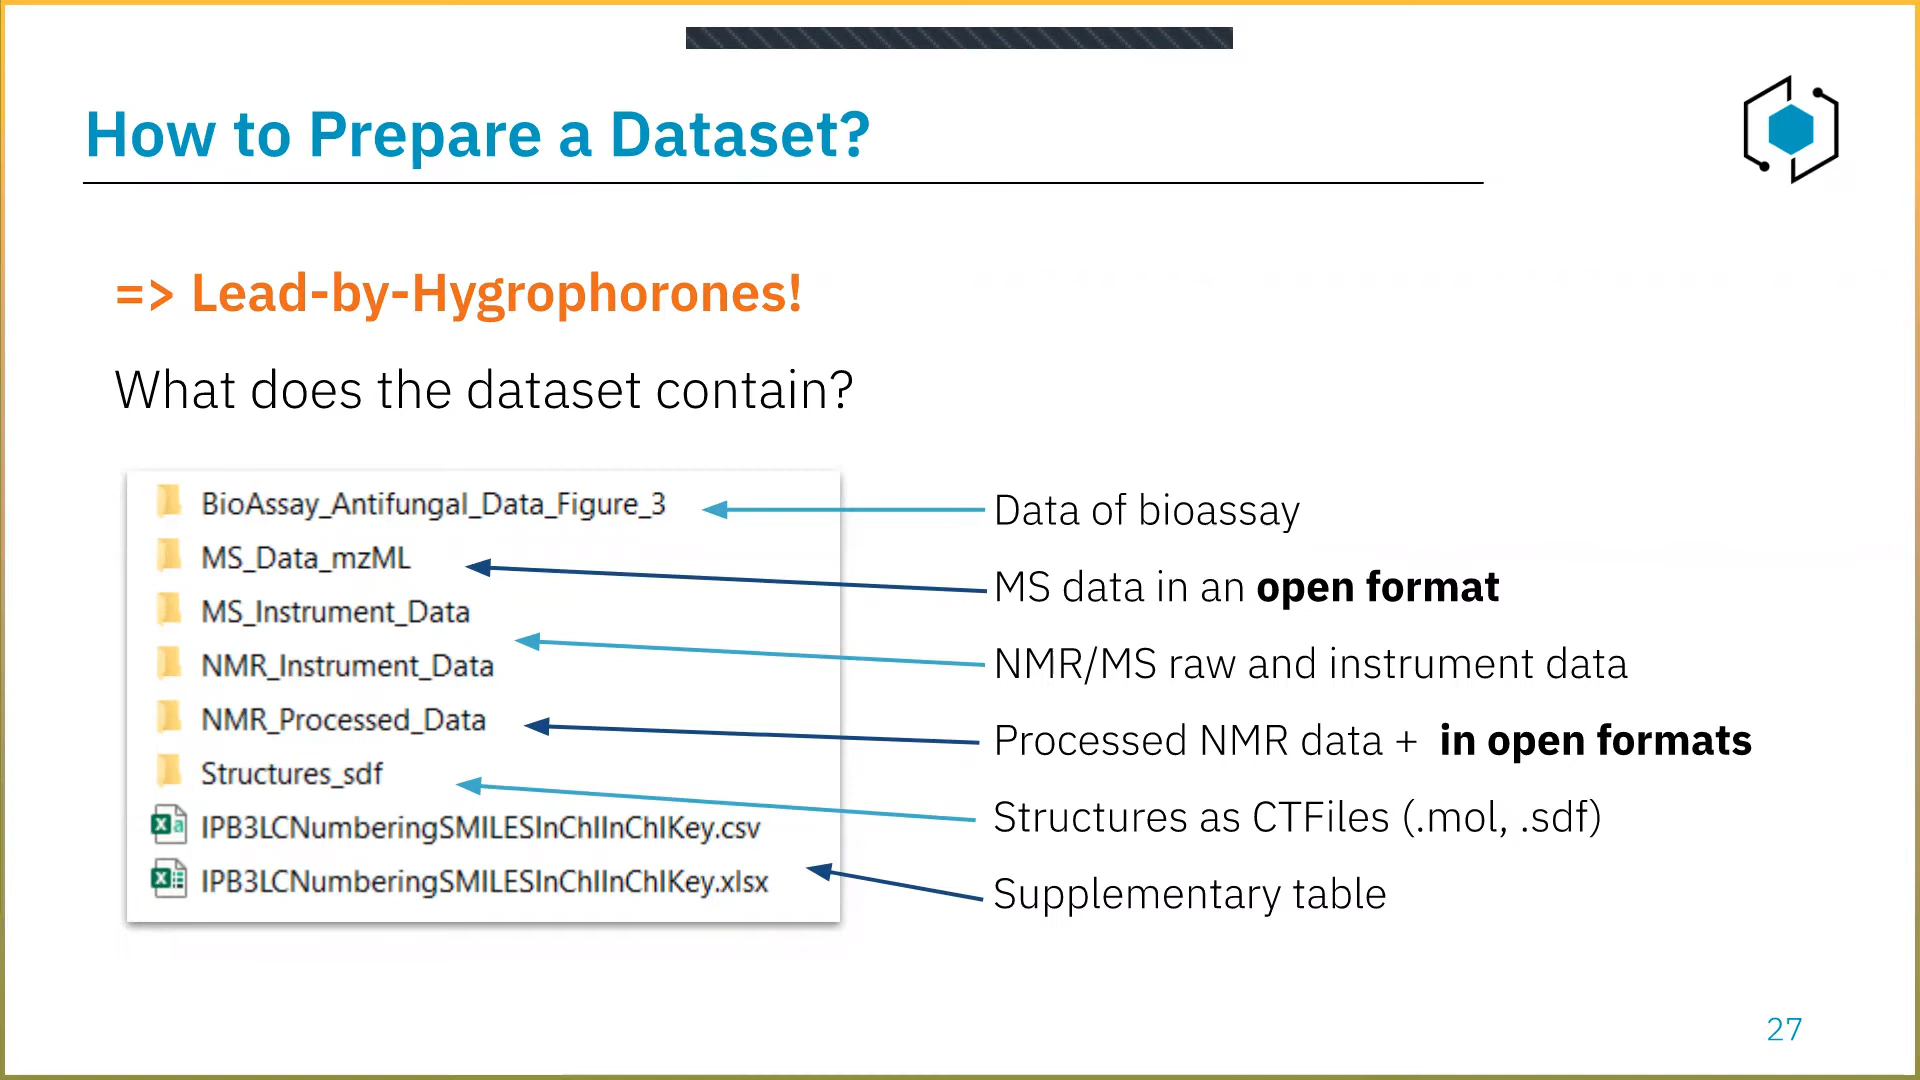 How to Prepare a Dataset?
=> Lead-by-Hygrophorones!
What does the dataset contain?
BioAssay_Antifungal_Data_Figure_3
Data of bioassay
MS_Data_mzML
MS data in an open format
MS_Instrument_Data
NMR_Instrument_Data
NMR/MS raw and instrument data
NMR_Processed_Data
Processed NMR data + in open formats
Structures_sdf
Structures as CTFiles (.mol, .sdf)
IPB3LCNumberingSMILESInChIInChIKey.csv
IPB3LCNumberingSMILESInChIInChIKey.xlsx
Supplementary table
27